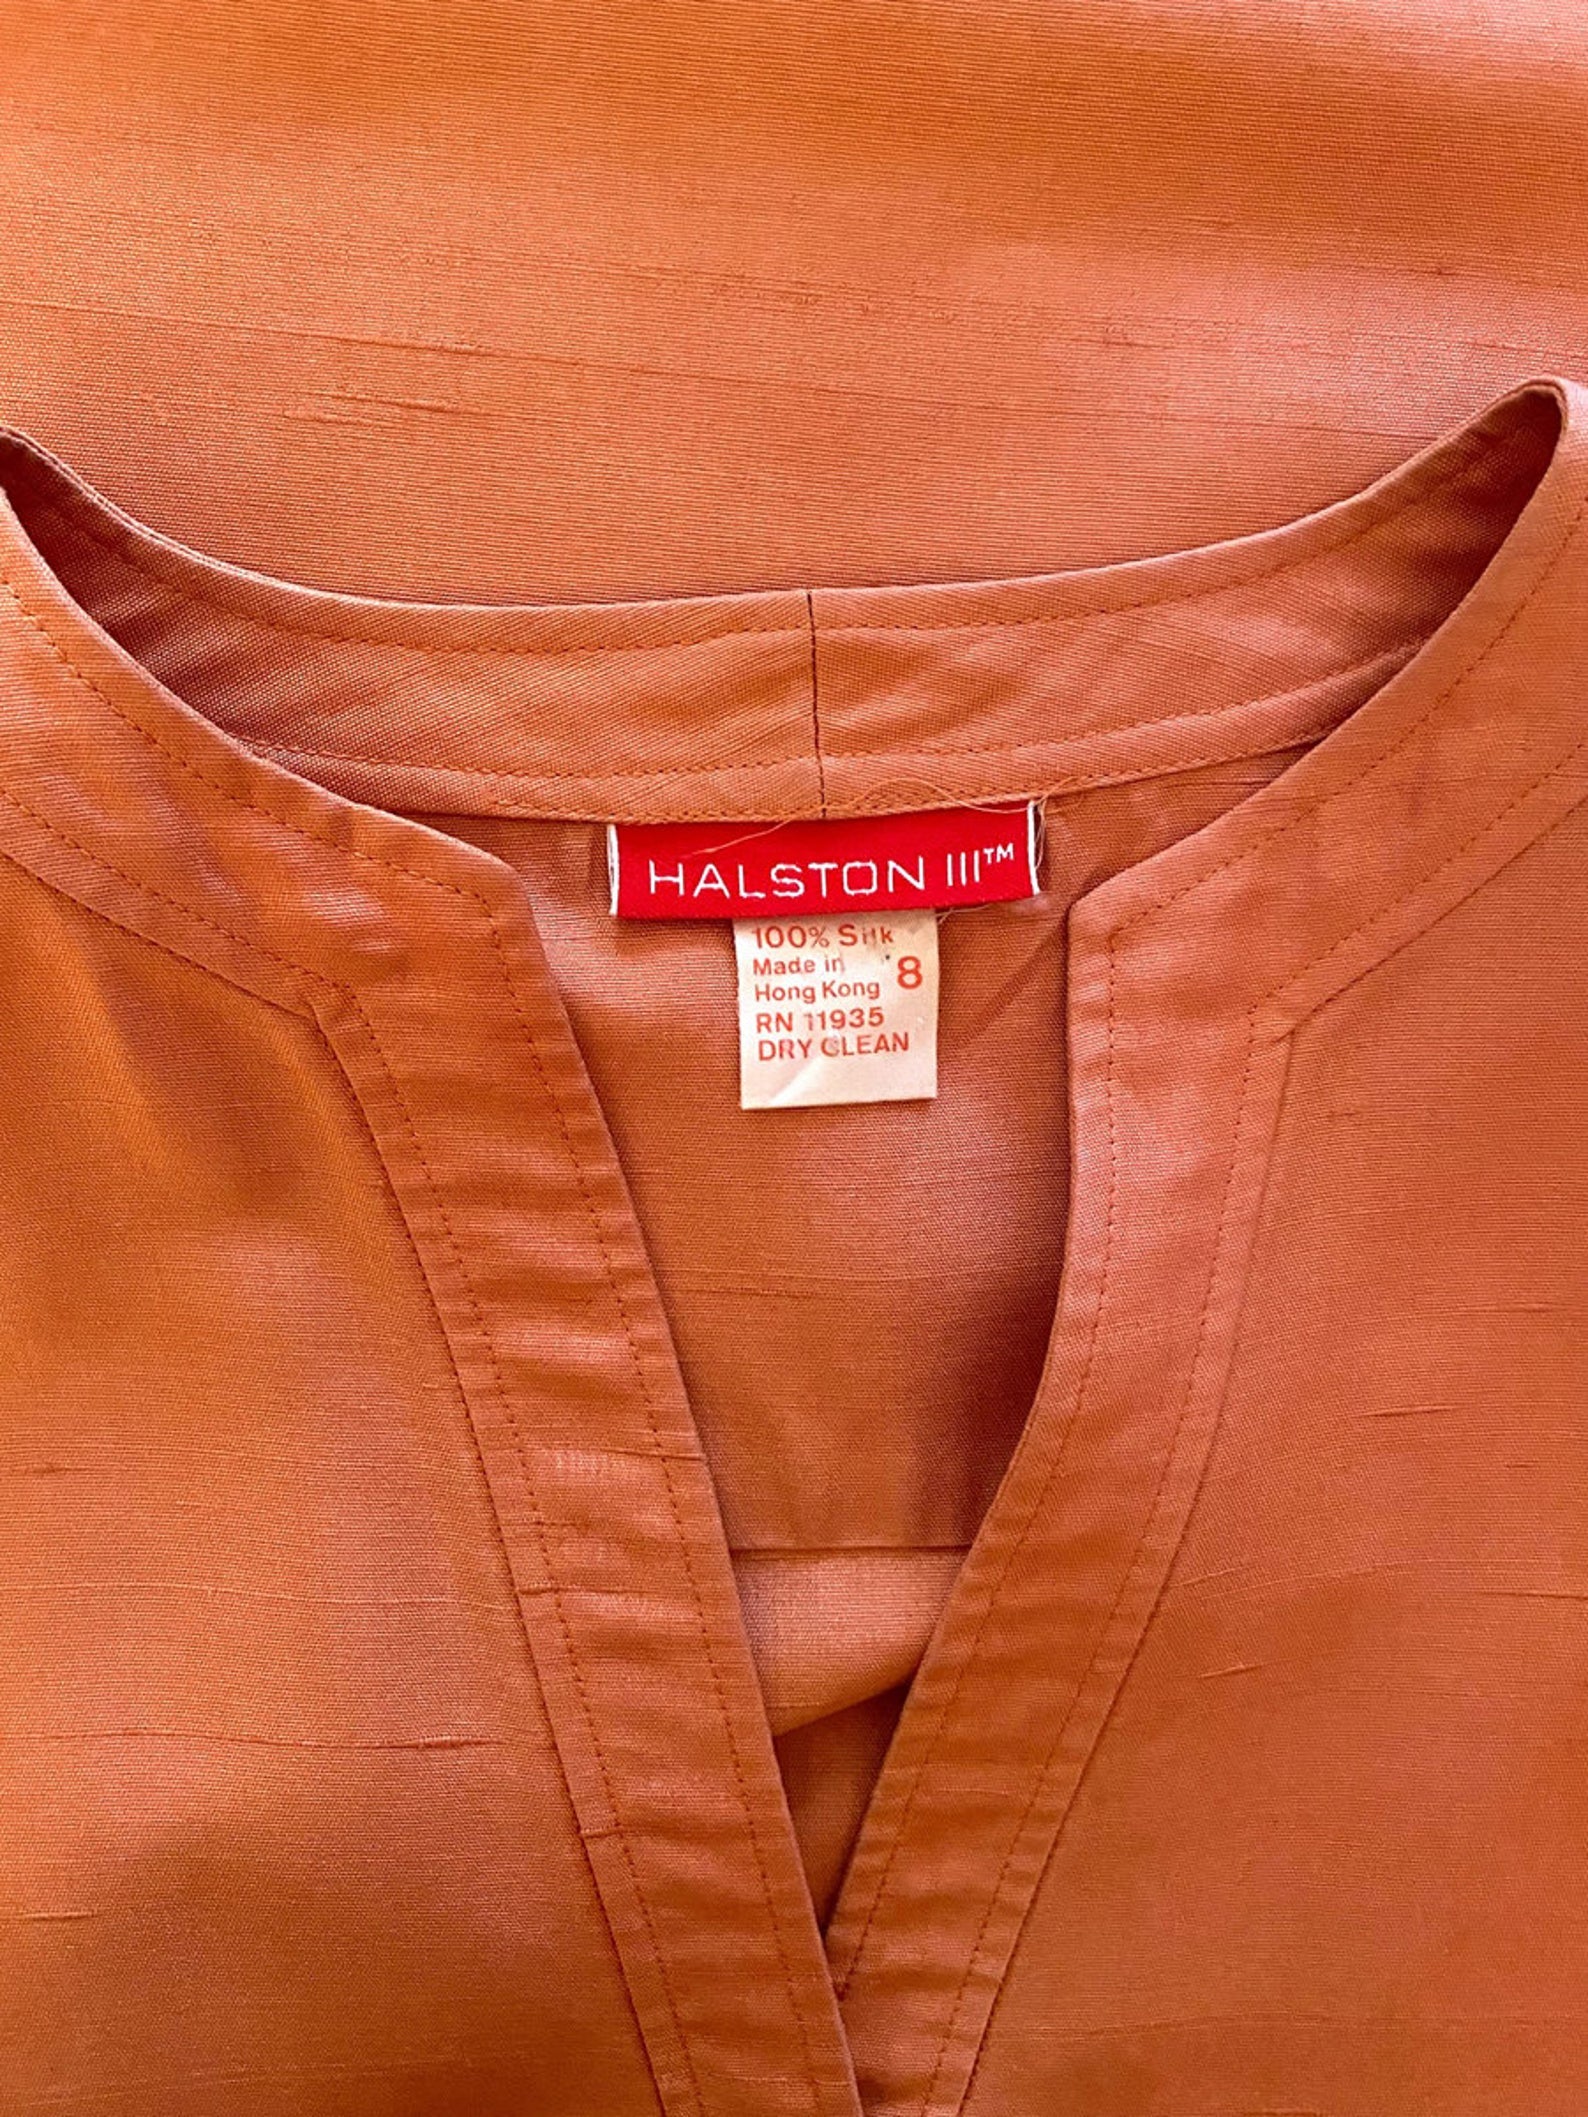 HALSTON III™
100% Silk
Made in 8
Hong Kong
RN 11935
DRY CLEAN